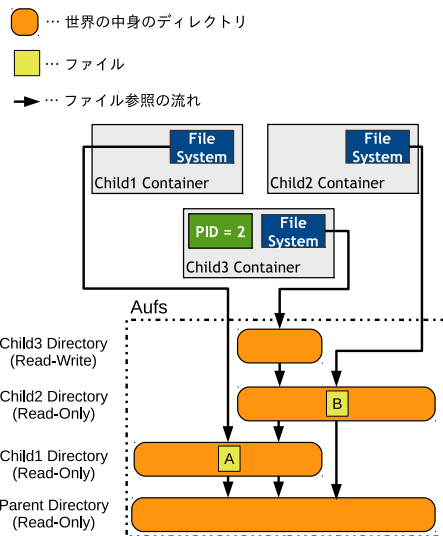 … 世界の中身のディレクトリ
… ファイル
… ファイル参照の流れ
File
System
Child1 Container
File
System
Child2 Container
PID = 2
File
System
Child3 Container
Aufs
Child3 Directory
(Read-Write)
Child2 Directory
(Read-Only)
B
Child1 Directory
(Read-Only)
A
Parent Directory
(Read-Only)